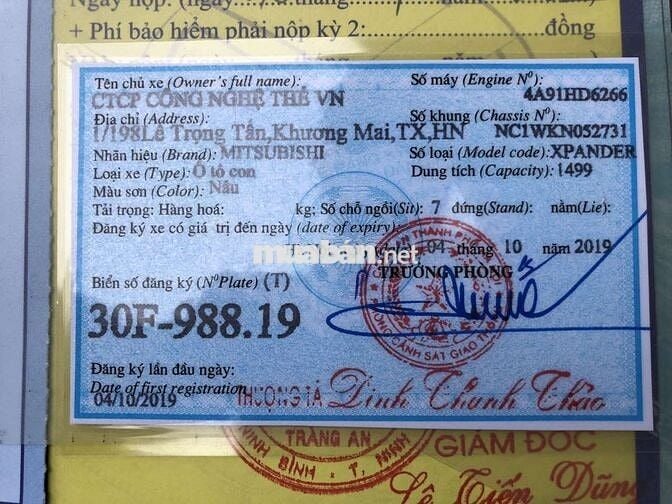 + Phí bảo hiểm phải nộp kỳ 2: đồng
Tên chủ xe (Owner's full name):
CTCP CÔNG NGHỆ THẺ VN
Địa chỉ (Address):
1/198Lê Trọng Tấn,Khương Mai,TX,HN
Nhãn hiệu (Brand): MITSUBISHI
Loại xe (Type): Ô tô con
Màu sơn (Color): Nâu
Số máy (Engine Nº):
4A91HD6266
Số khung (Chassis Nº):
NC1WKN052731
Số loại (Model code):XPANDER
Dung tích (Capacity): 1499
Tải trọng: Hàng hoá: kg; Số chỗ ngồi(Sit): 7 đứng(Stand): nằm(Lie):
Đăng ký xe có giá trị đến ngày (date of expiry)
04 tháng 10 năm 2019
muaban.net
TRƯỞNG PHÒNG
Biển số đăng ký (NºPlate) (T)
30F-988.19
Đăng ký lần đầu ngày:
Date of first registration
04/10/2019
THƯỢNG TÁ Đinh Thanh Thảo
TRÀNG AN
NINH BÌNH - T. NINH
GIÁM ĐỐC
Lê Tiến Dũng